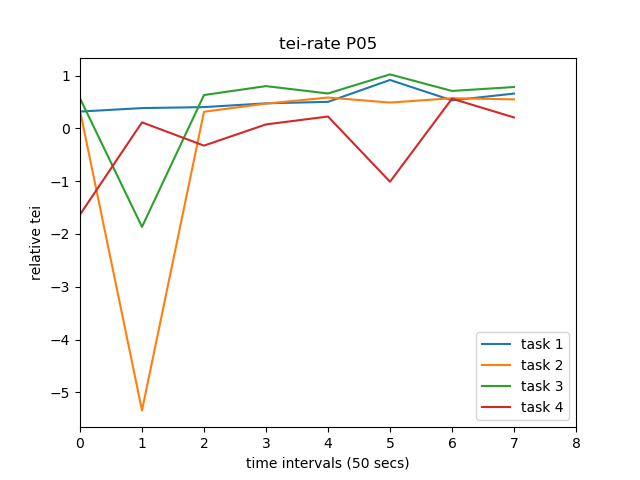 tei-rate P05
relative tei
1
0
−1
−2
−3
−4
−5
0 1 2 3 4 5 6 7 8
time intervals (50 secs)
task 1
task 2
task 3
task 4